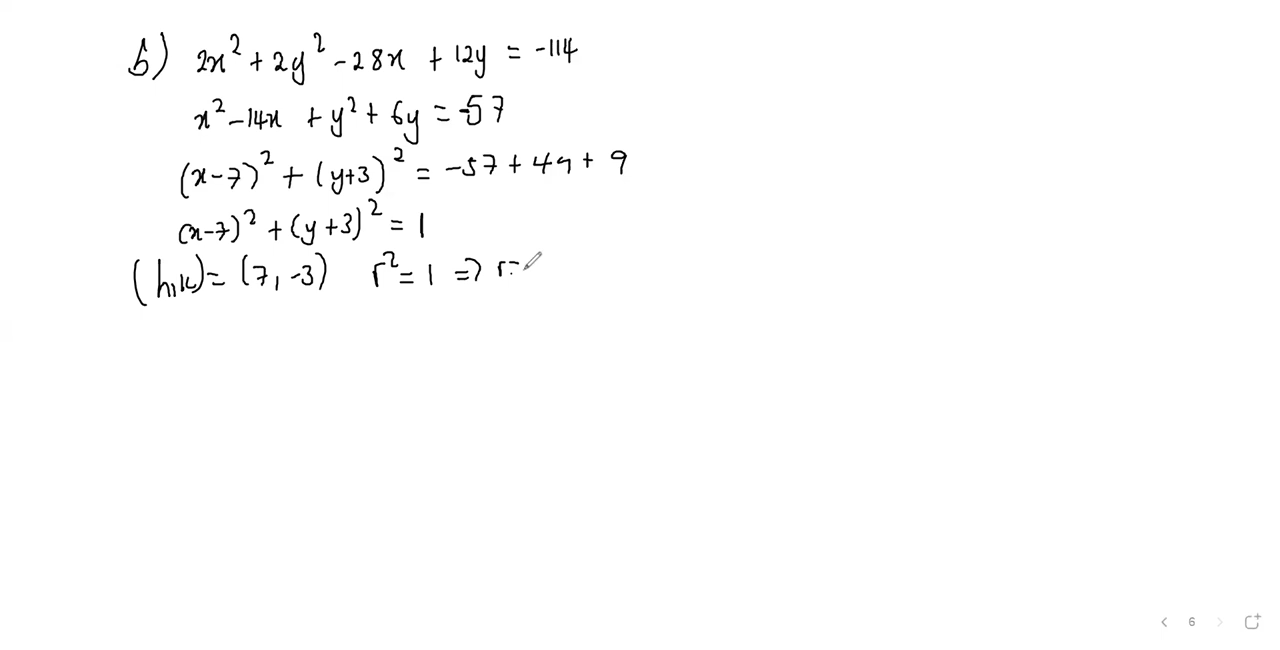 b) 2x² + 2y² - 28x + 12y = -114
x² - 14x + y² + 6y = -57
(x-7)² + (y+3)² = -57 + 49 + 9
(x-7)² + (y+3)² = 1
(h,k) = (7, -3) r² = 1 => r=
< 6 >